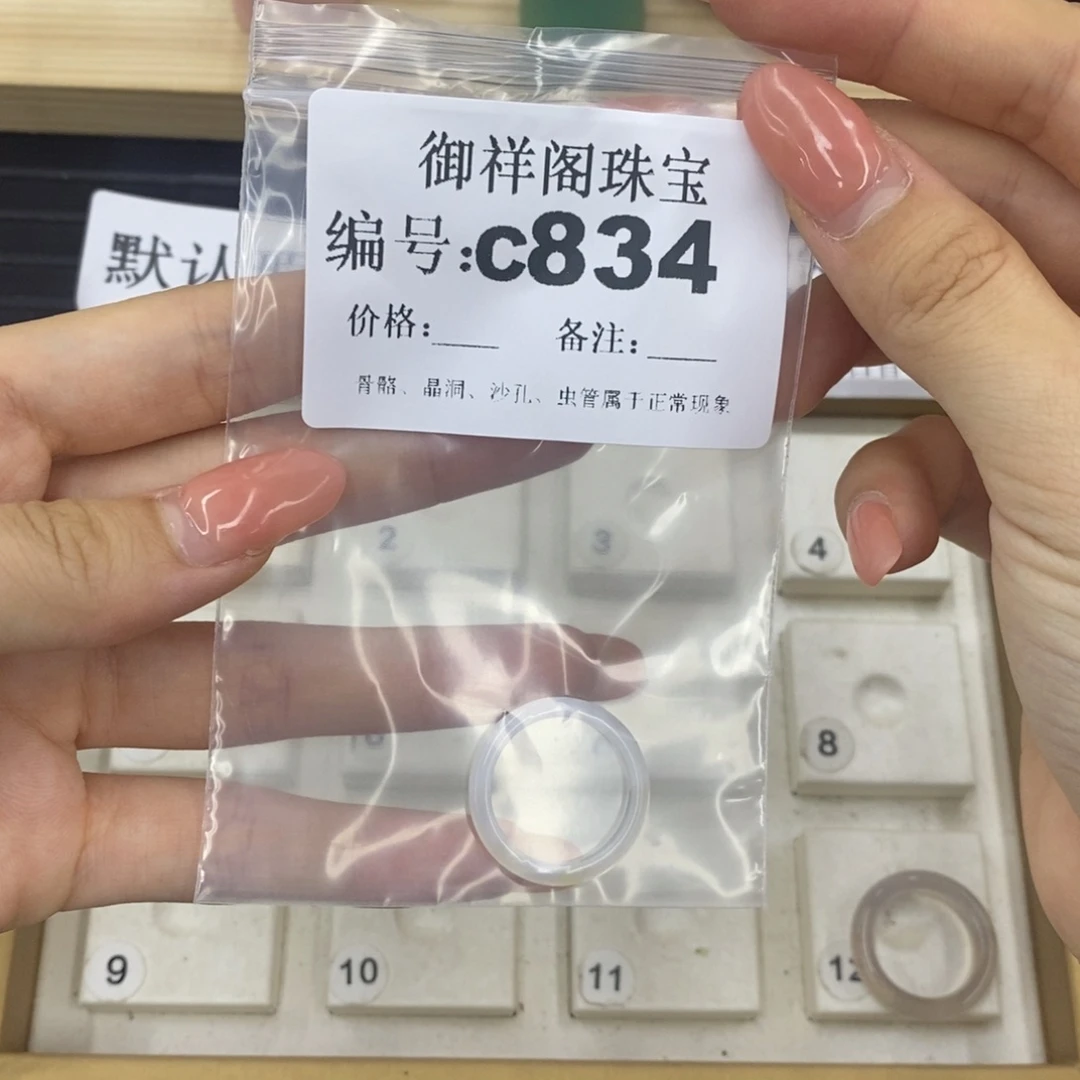 御祥阁珠宝
编号:c834
价格:____ 备注:____
骨骼、晶洞、沙孔、虫管属于正常现象
默认
2
3
4
8
9
10
11
12